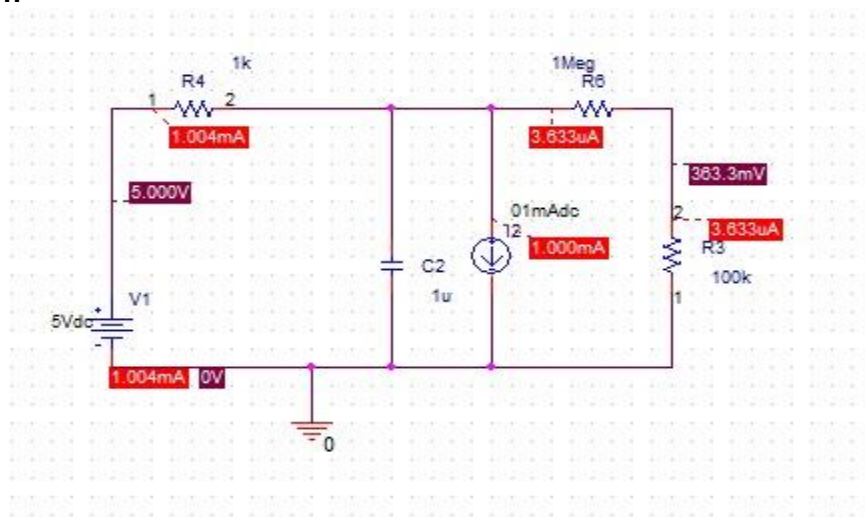 1k
R4
1 2
1.004mA
1Meg
R6
3.633uA
5.000V
363.3mV
2
3.633uA
R3
100k
1
01mAdc
I2
1.000mA
C2
1u
V1
5Vdc
+
-
1.004mA 0V
0